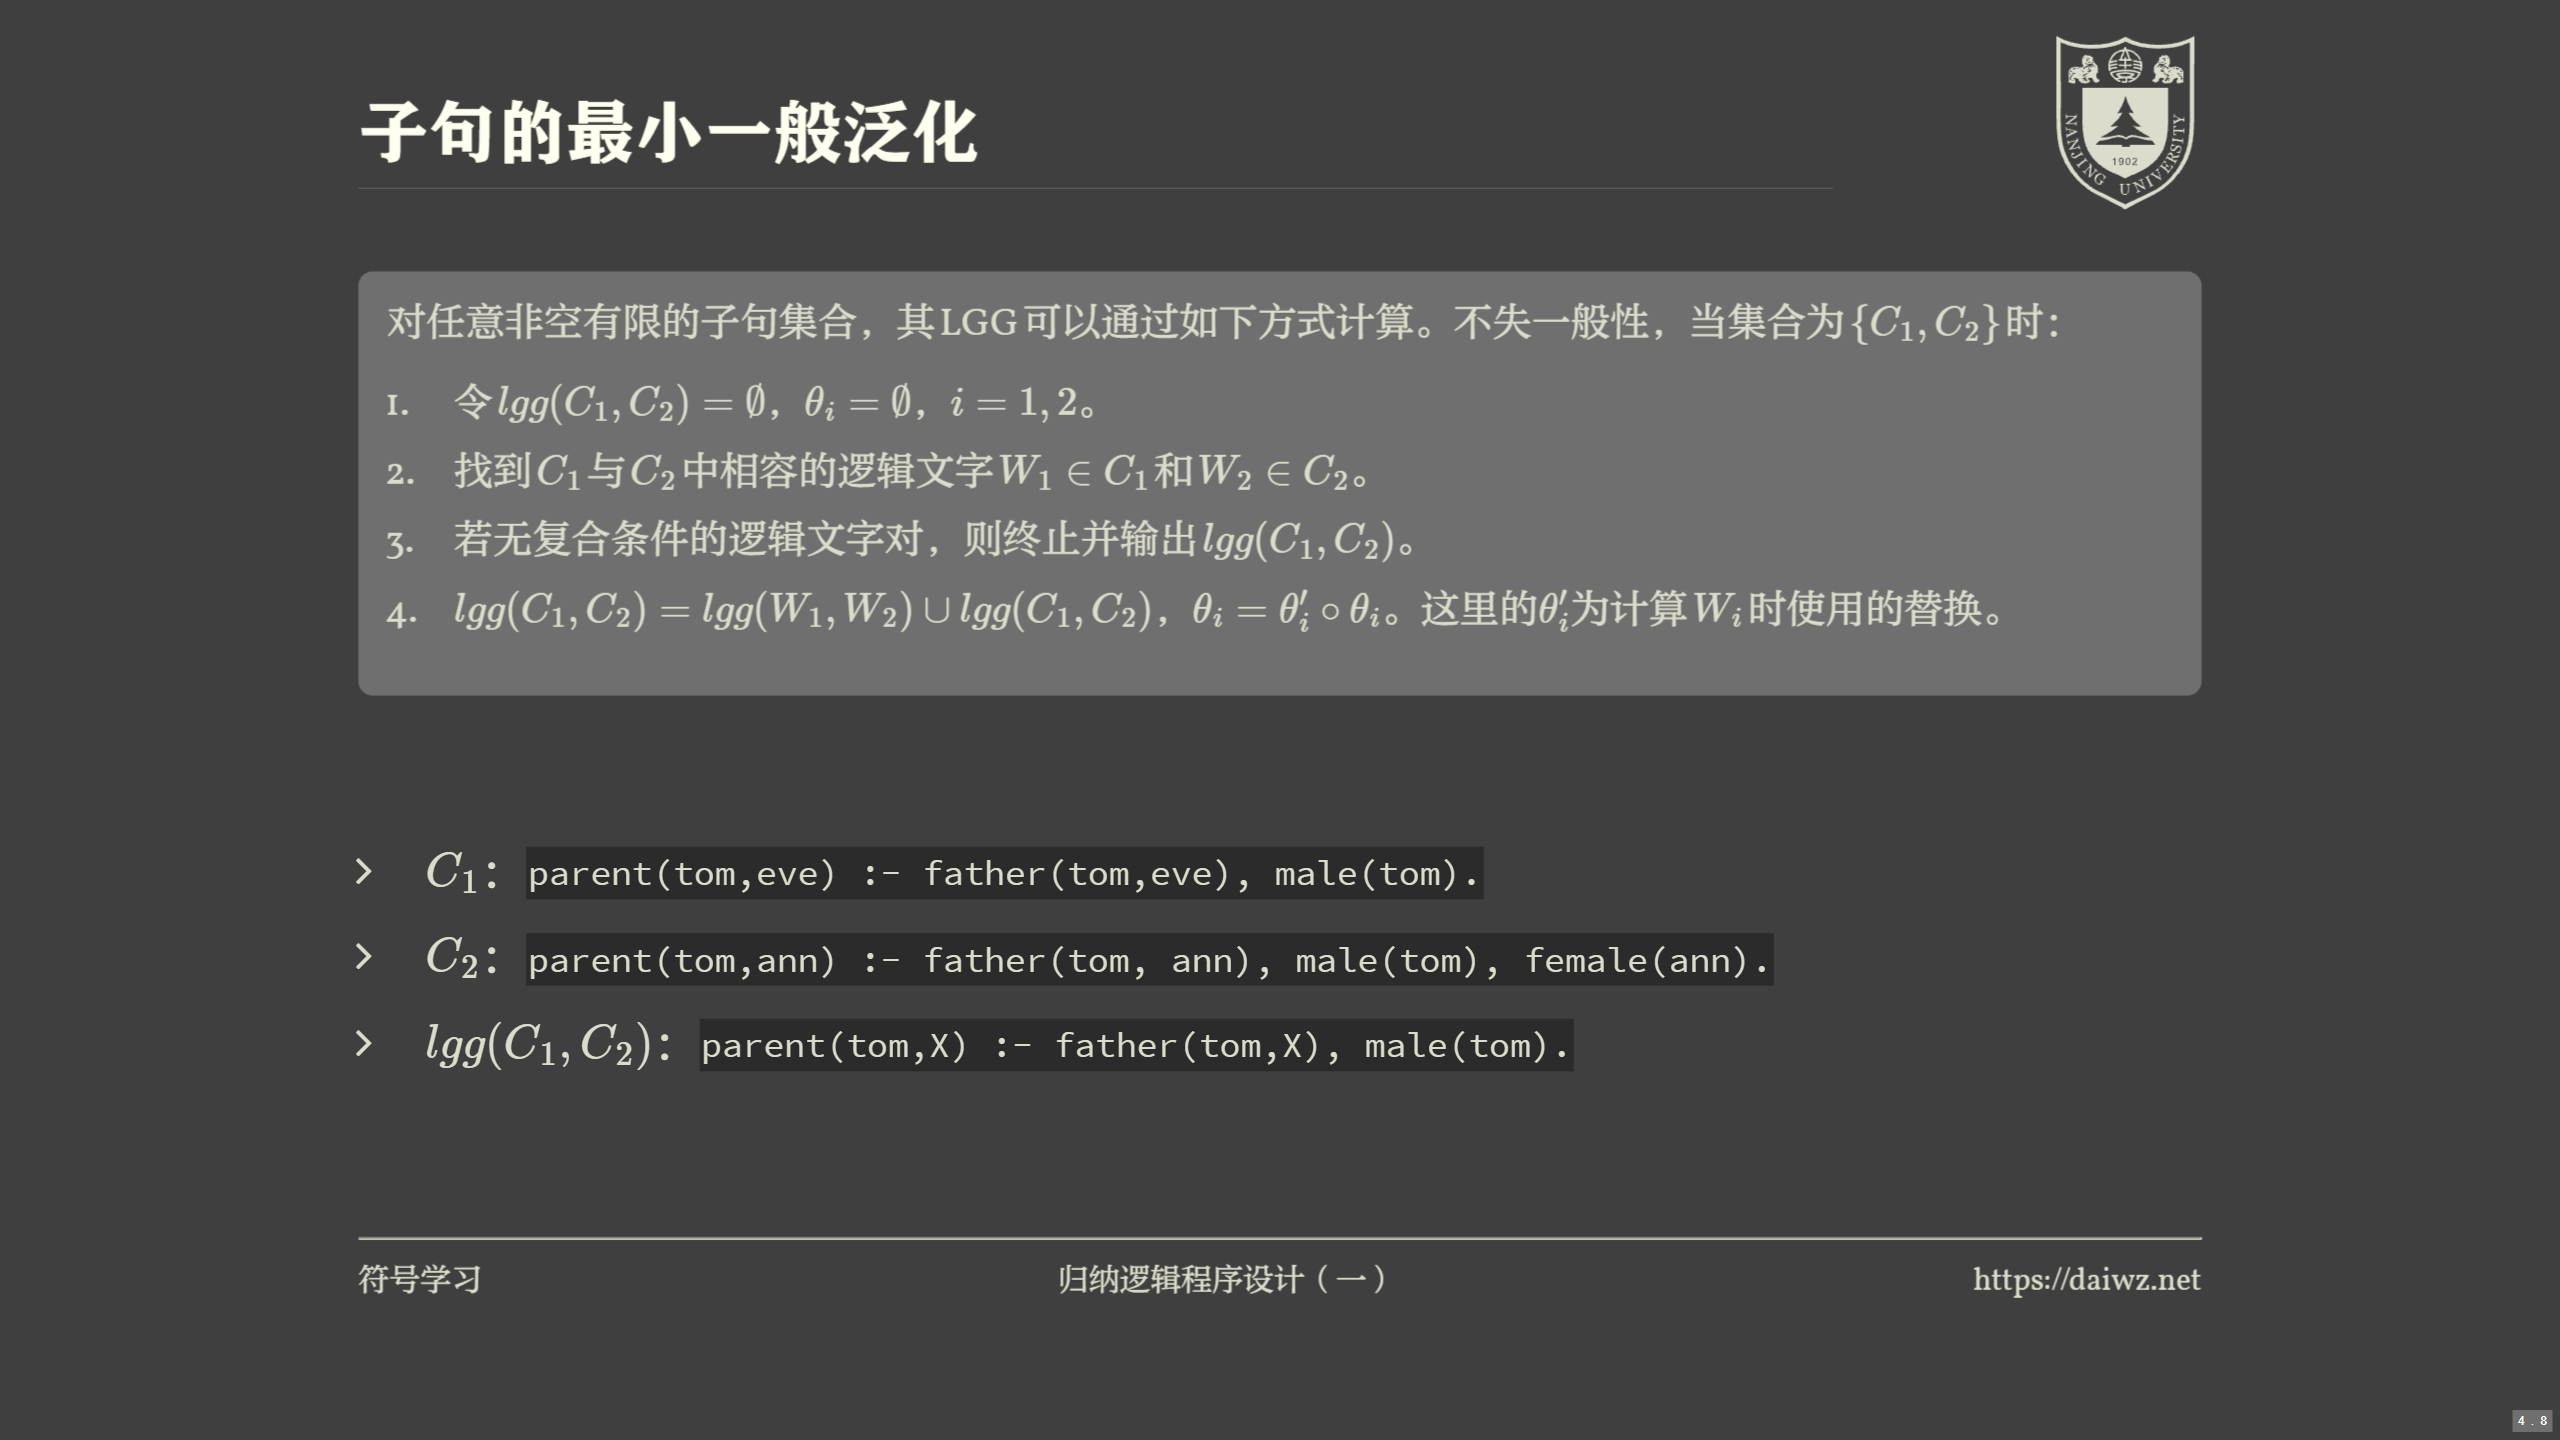 子句的最小一般泛化
NANJING UNIVERSITY
1902
对任意非空有限的子句集合，其LGG可以通过如下方式计算。不失一般性，当集合为{C₁, C₂}时：
1. 令lgg(C₁, C₂) = ∅，θᵢ = ∅，i = 1, 2。
2. 找到C₁与C₂中相容的逻辑文字W₁ ∈ C₁和W₂ ∈ C₂。
3. 若无复合条件的逻辑文字对，则终止并输出lgg(C₁, C₂)。
4. lgg(C₁, C₂) = lgg(W₁, W₂) ∪ lgg(C₁, C₂)，θᵢ = θ′ᵢ ∘ θᵢ。这里的θ′ᵢ为计算Wᵢ时使用的替换。
C₁： parent(tom,eve) :- father(tom,eve), male(tom).
C₂： parent(tom,ann) :- father(tom, ann), male(tom), female(ann).
lgg(C₁, C₂)： parent(tom,X) :- father(tom,X), male(tom).
符号学习 归纳逻辑程序设计（一） https://daiwz.net
4.8